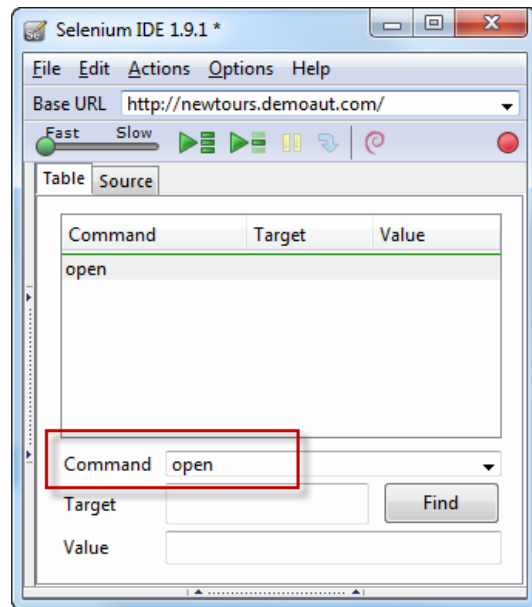 Selenium IDE 1.9.1 *
File Edit Actions Options Help
Base URL http://newtours.demoaut.com/
Fast Slow
Table Source
Command Target Value
open
Command open
Target Find
Value